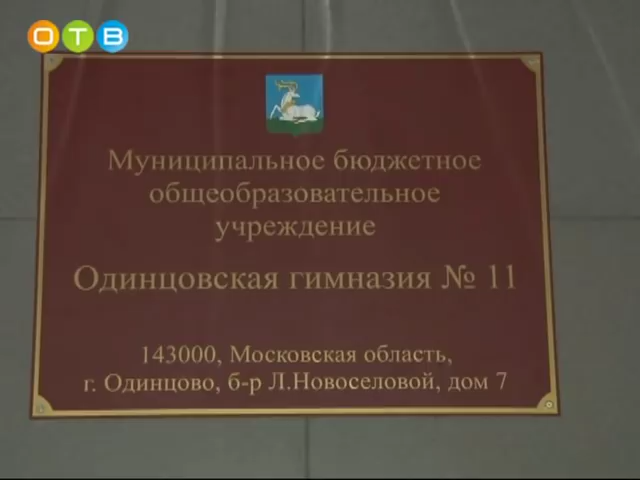 ОТВ
Муниципальное бюджетное
общеобразовательное
учреждение
Одинцовская гимназия № 11
143000, Московская область,
г. Одинцово, б-р Л.Новоселовой, дом 7